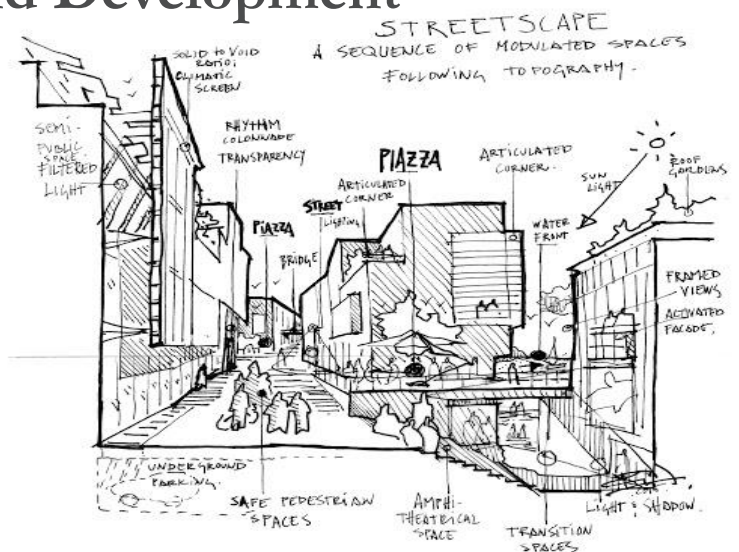 d Development
STREETSCAPE
A SEQUENCE OF MODULATED SPACES
FOLLOWING TOPOGRAPHY.
SOLID TO VOID
RATIO;
CLIMATIC
SCREEN
SEMI-
PUBLIC
SPACE.
FILTERED
LIGHT
RHYTHM
COLONNADE
TRANSPARENCY
PIAZZA
STREET
LIGHTING
ARTICULATED
CORNER
BRIDGE
PIAZZA
ARTICULATED
CORNER.
SUN
LIGHT
ROOF
GARDENS
WATER
FRONT
FRAMED
VIEWS
ACTIVATED
FACADE,
UNDERGROUND
PARKING.
SAFE PEDESTRIAN
SPACES
AMPHI-
THEATRICAL
SPACE
TRANSITION
SPACES
LIGHT & SHADOW.